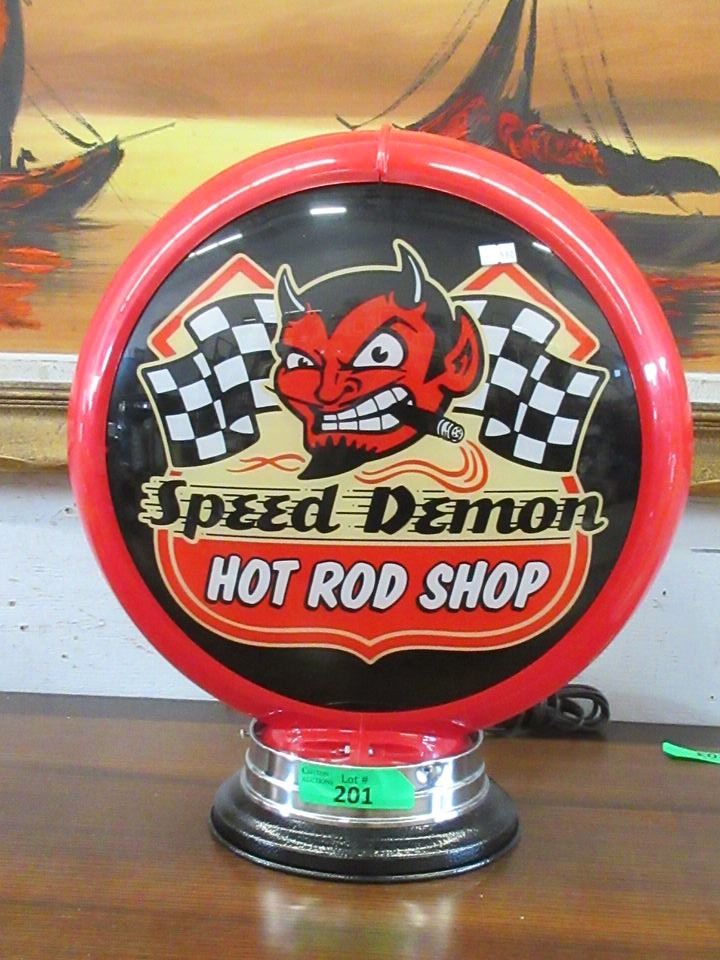 Speed Demon
HOT ROD SHOP
Lot #
201